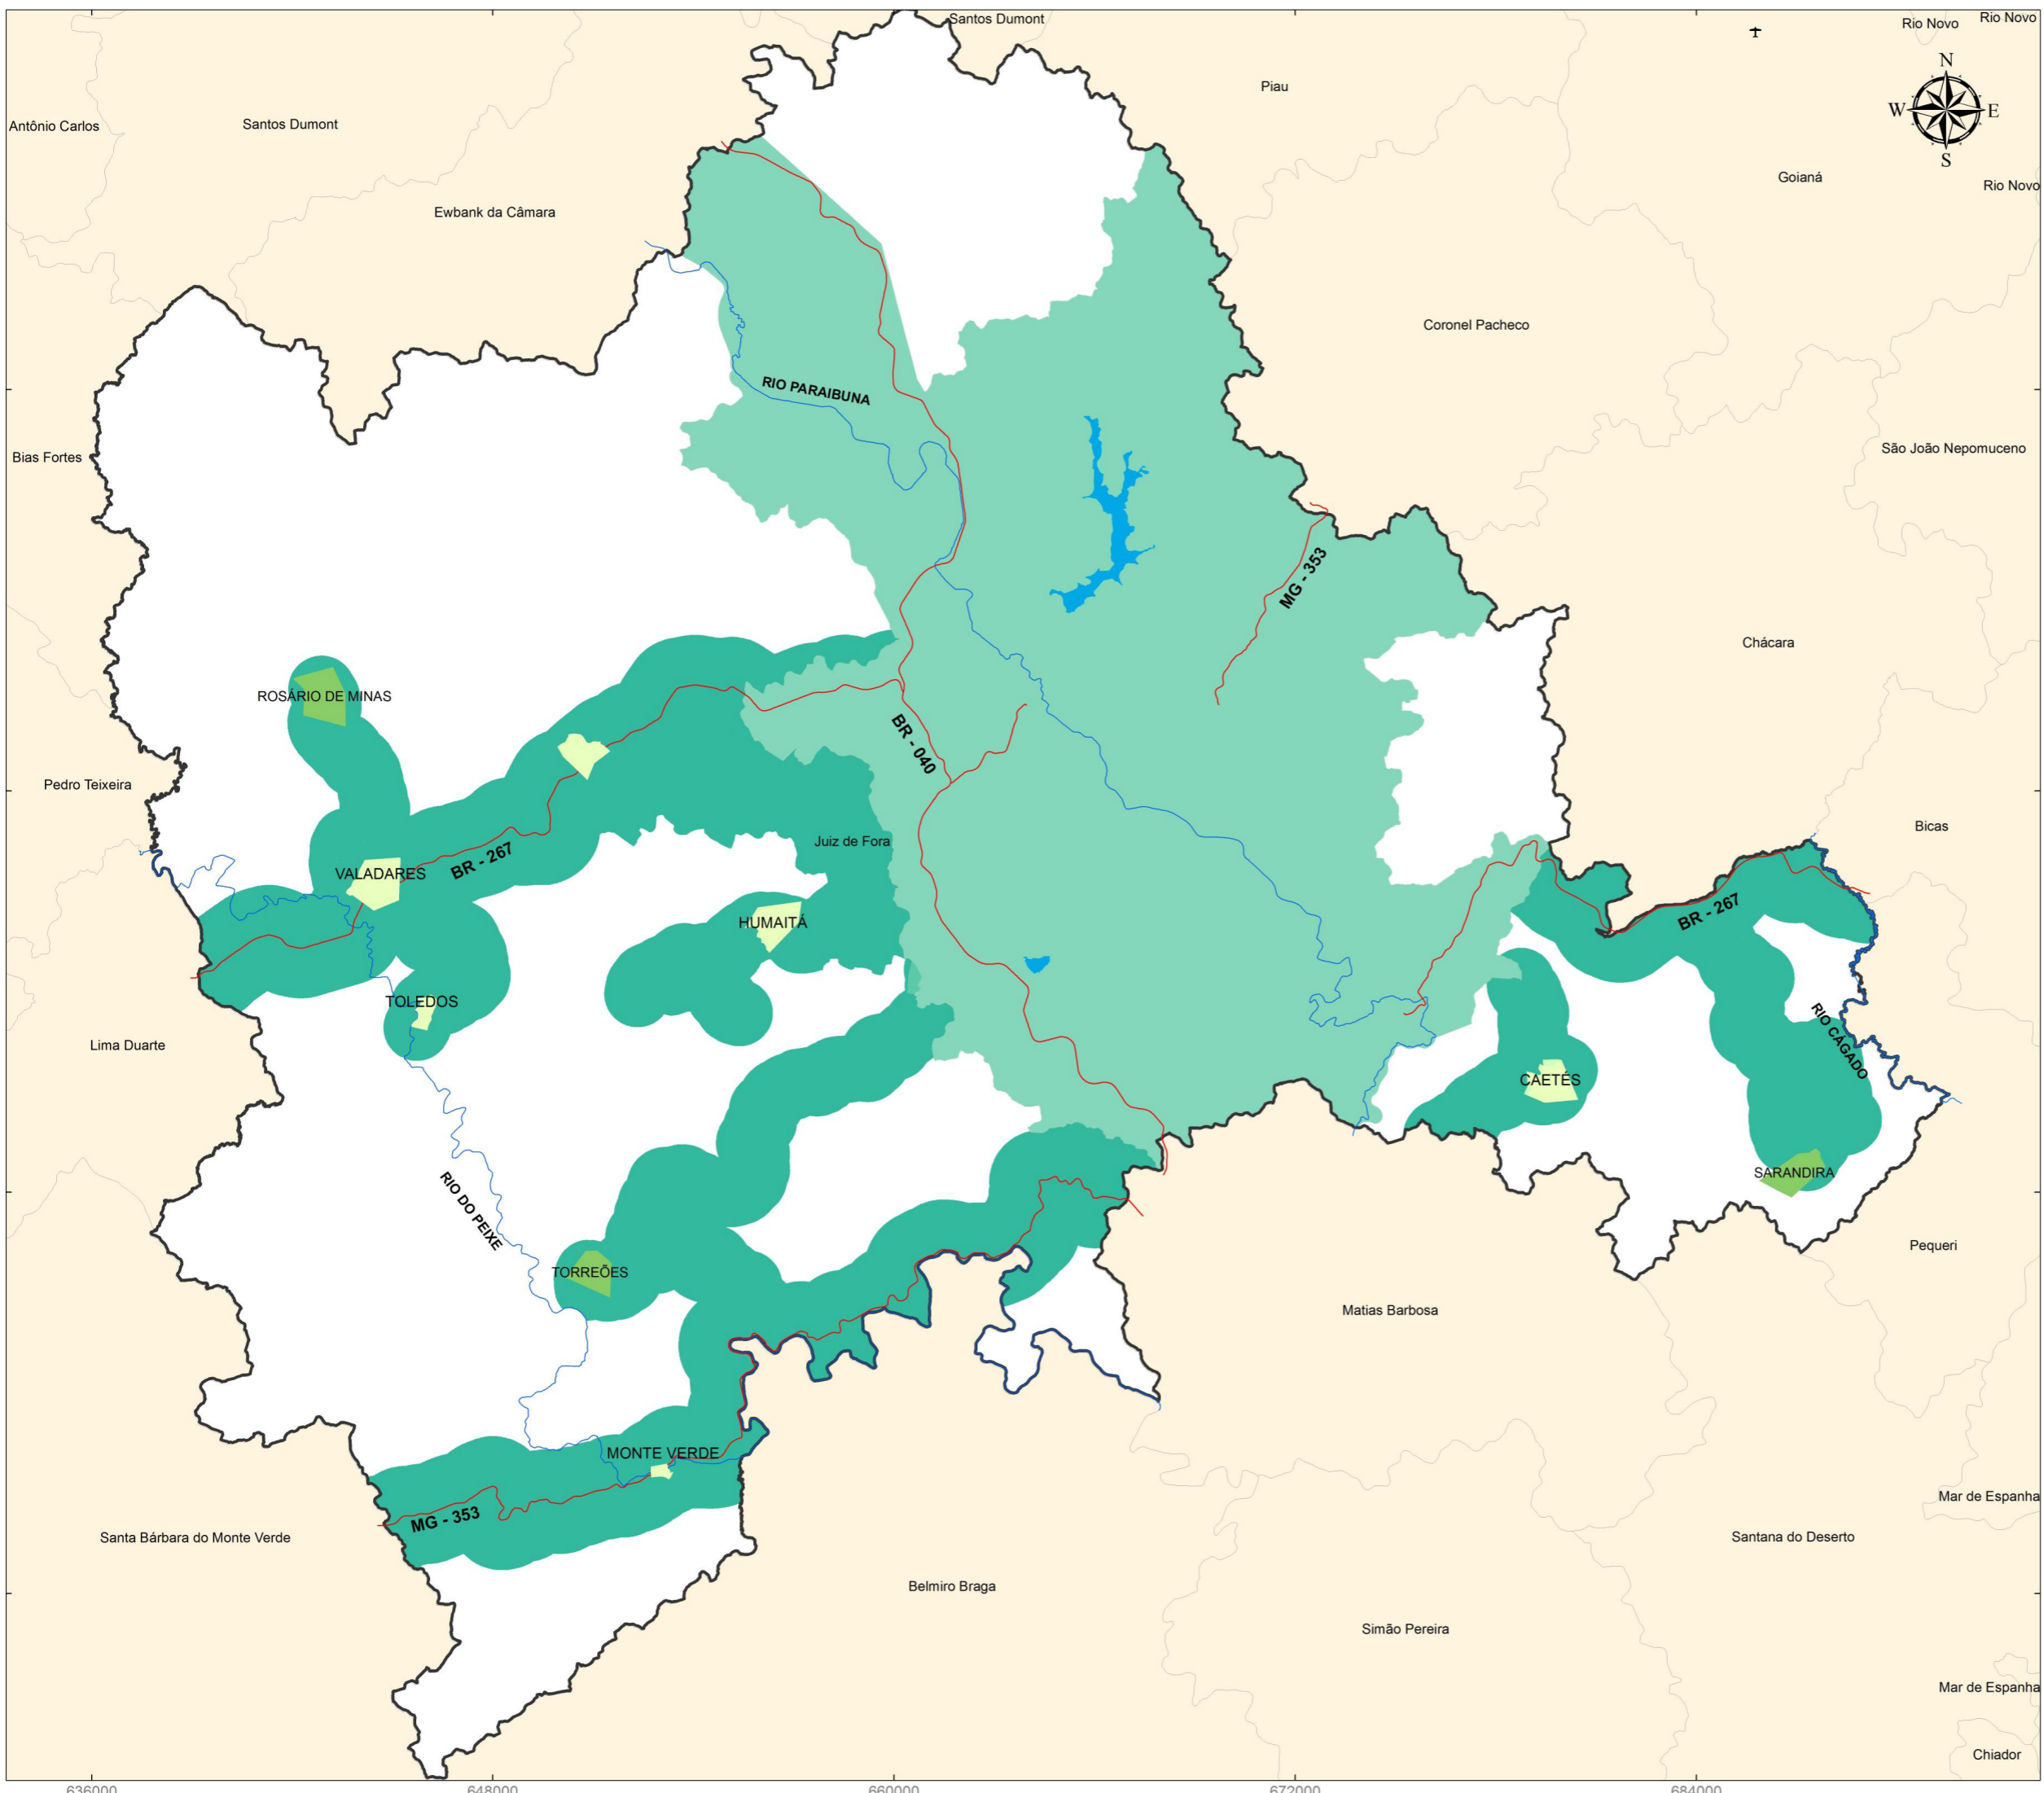 Santos Dumont
Rio Novo
Rio Novo
N
Piau
W
E
Antônio Carlos
Santos Dumont
S
Goianá
Rio Novo
Ewbank da Câmara
Coronel Pacheco
RIO PARAIBUNA
São João Nepomuceno
Bias Fortes
MG - 353
Chácara
ROSÁRIO DE MINAS
BR - 040
Pedro Teixeira
Bicas
Juiz de Fora
BR - 267
VALADARES
BR - 267
HUMAITÁ
TOLEDOS
RIO CÁGADO
Lima Duarte
CAETÉS
SARANDIRA
RIO DO PEIXE
Pequeri
TORREÕES
Matias Barbosa
MONTE VERDE
Mar de Espanha
MG - 353
Santa Bárbara do Monte Verde
Santana do Deserto
Belmiro Braga
Simão Pereira
Mar de Espanha
Chiador
636000
648000
660000
672000
684000